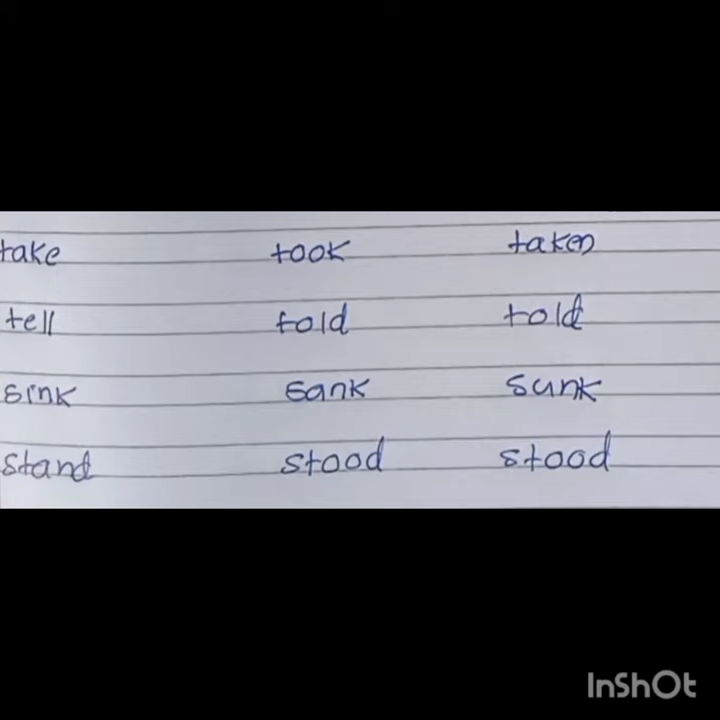 take took taken
tell told told
sink sank sunk
stand stood stood
InShOt